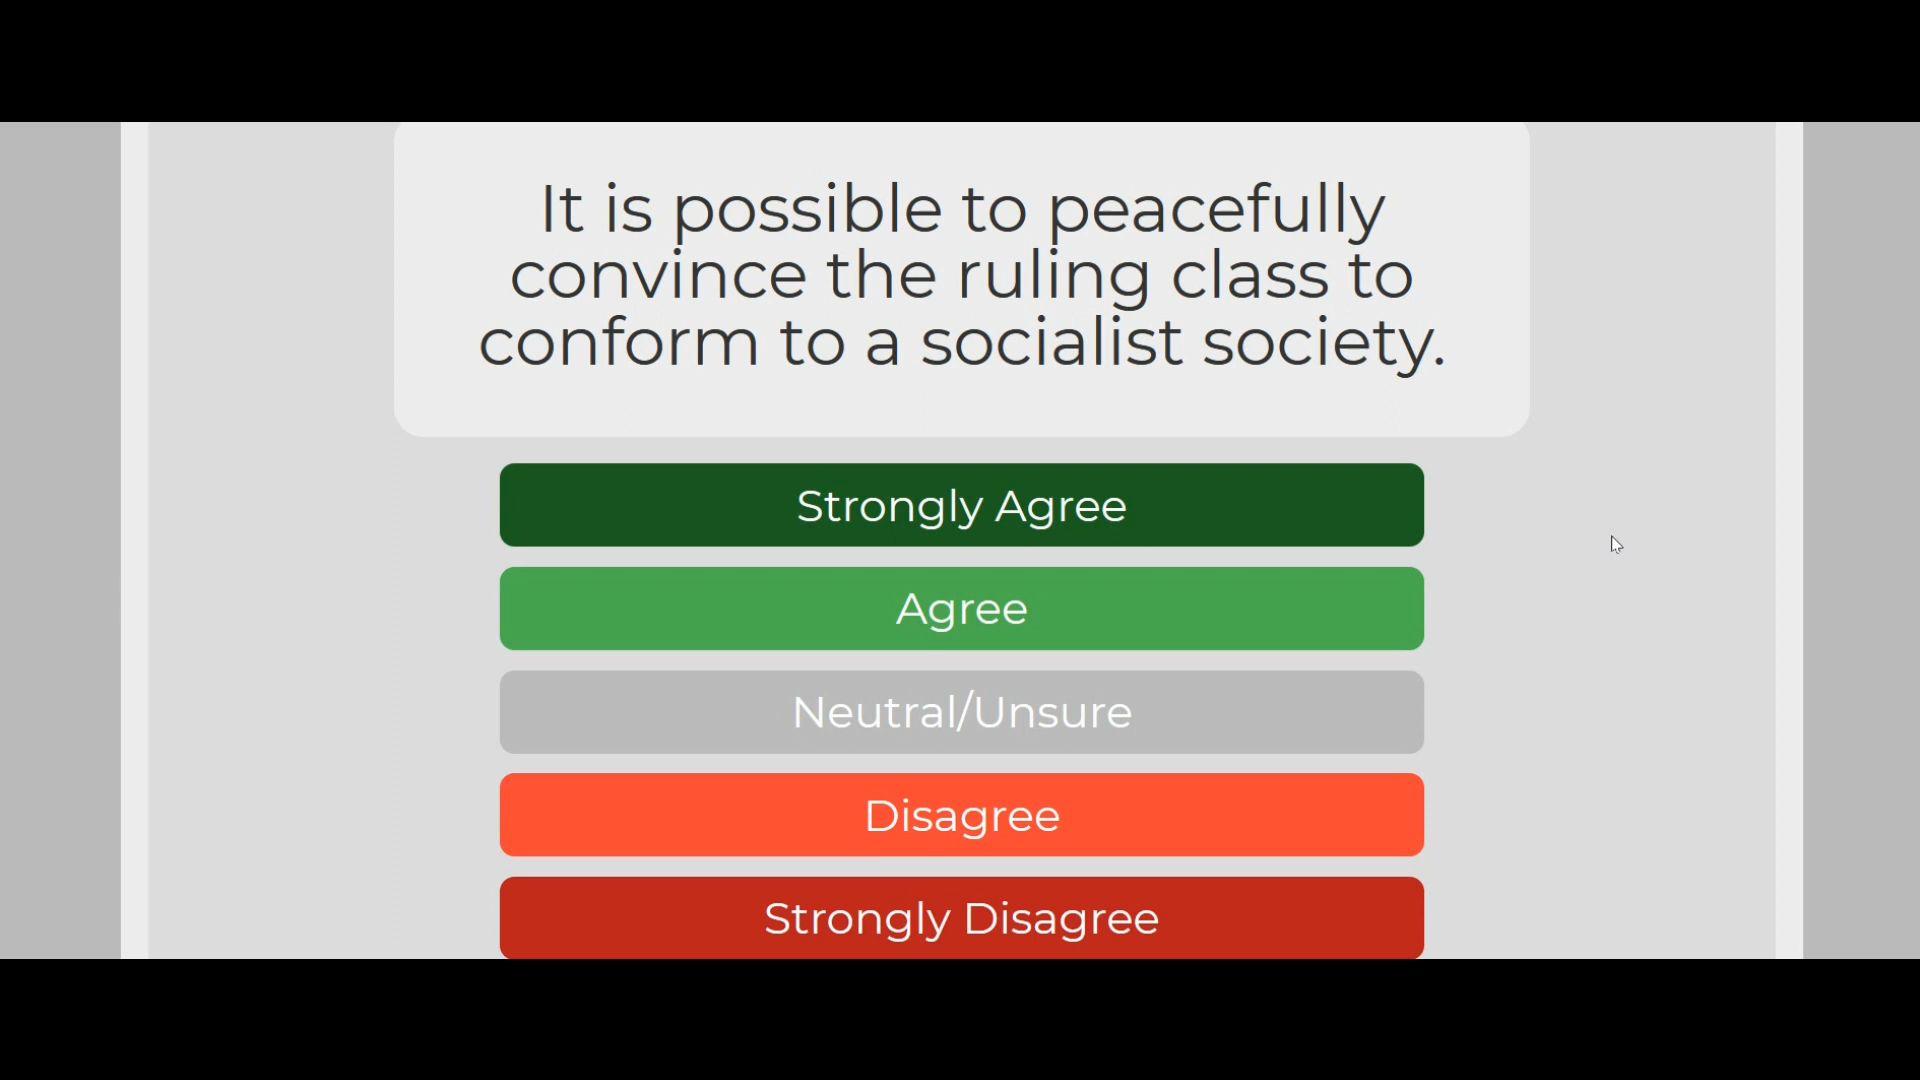 It is possible to peacefully
convince the ruling class to
conform to a socialist society.
Strongly Agree
Agree
Neutral/Unsure
Disagree
Strongly Disagree